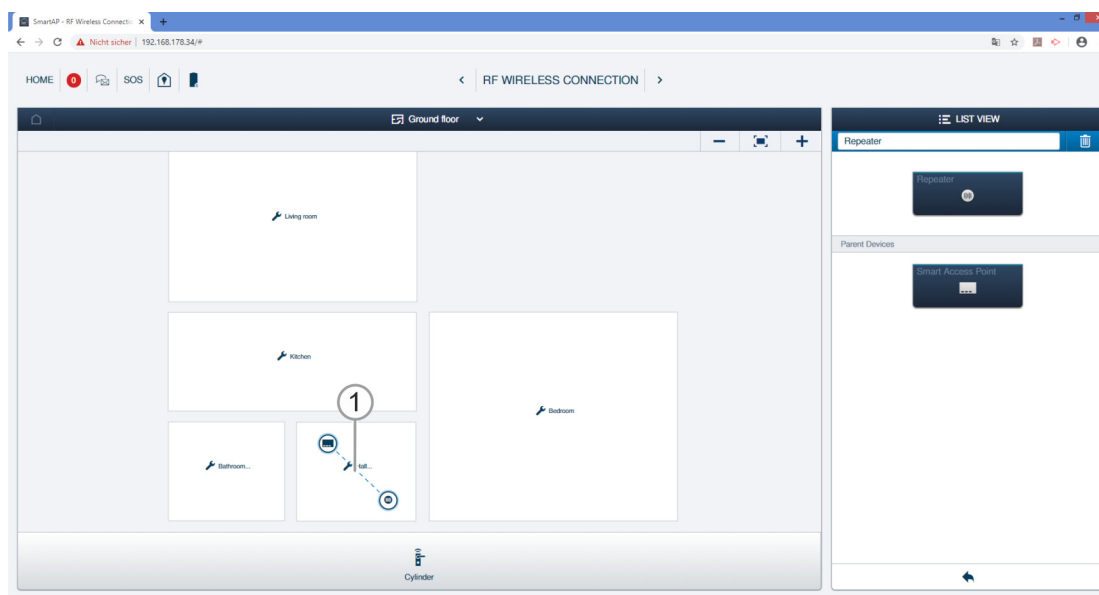 SmartAP - RF Wireless Connectio
Nicht sicher | 192.168.178.34/#
HOME 0 SOS RF WIRELESS CONNECTION
Ground floor
LIST VIEW
Repeater
Repeater
Living room
Parent Devices
Smart Access Point
Kitchen
1
Bedroom
Bathroom...
Cylinder